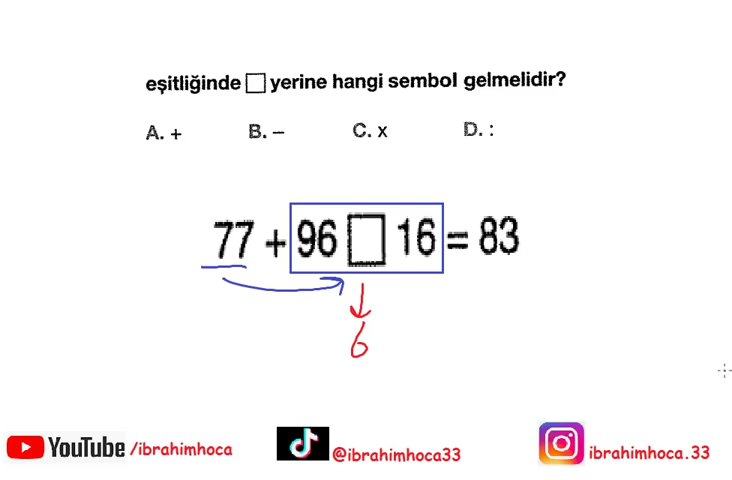 eşitliğinde □ yerine hangi sembol gelmelidir?
A. + B. – C. x D. :
77 + 96 □ 16 = 83
6
YouTube /ibrahimhoca @ibrahimhoca33 ibrahimhoca.33